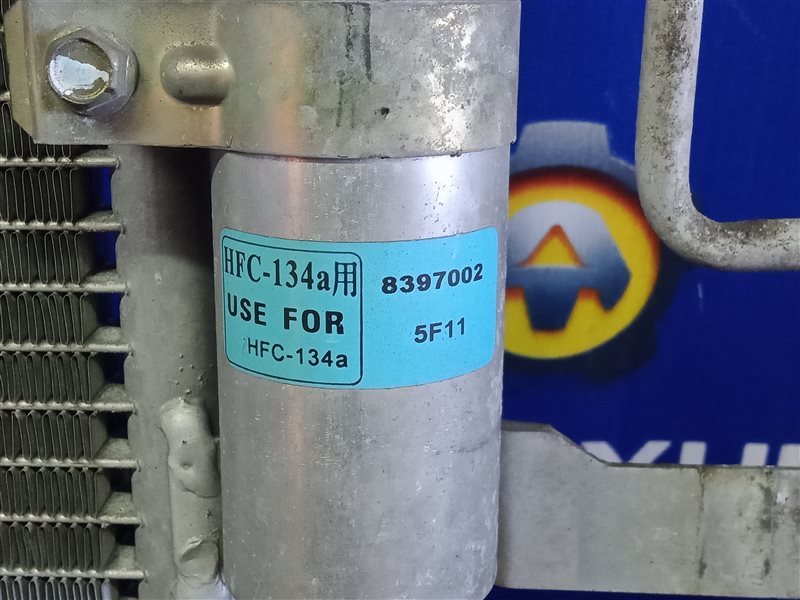 HFC-134a用
USE FOR
HFC-134a
8397002
5F11